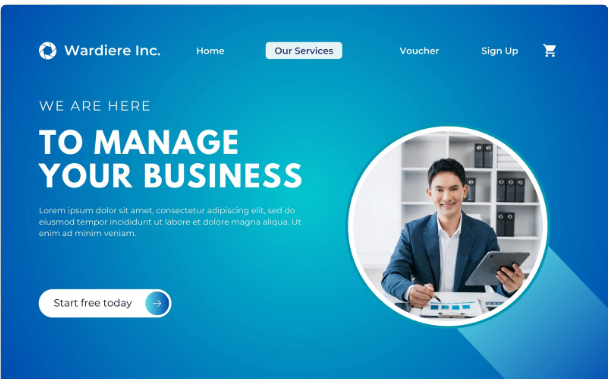 Wardiere Inc.
Home
Our Services
Voucher
Sign Up
WE ARE HERE
TO MANAGE
YOUR BUSINESS
Lorem ipsum dolor sit amet, consectetur adipiscing elit, sed do
eiusmod tempor incididunt ut labore et dolore magna aliqua. Ut
enim ad minim veniam.
Start free today